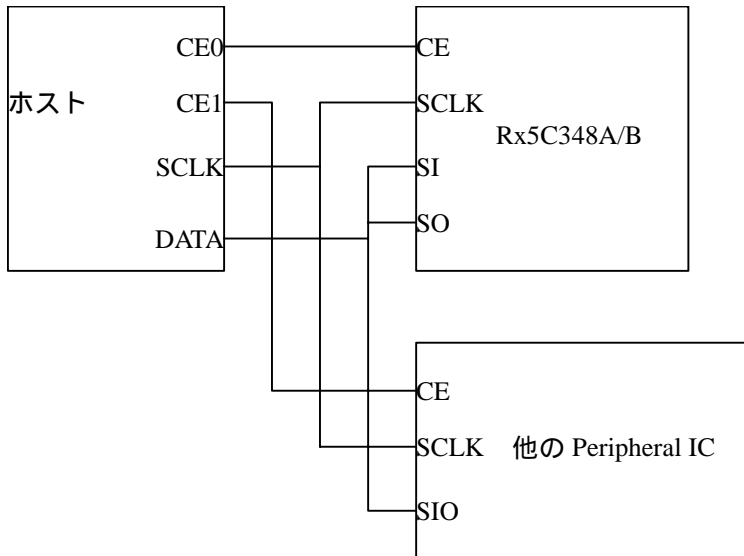 CE0
CE1
ホスト
SCLK
DATA
CE
SCLK
Rx5C348A/B
SI
SO
CE
SCLK
他の Peripheral IC
SIO